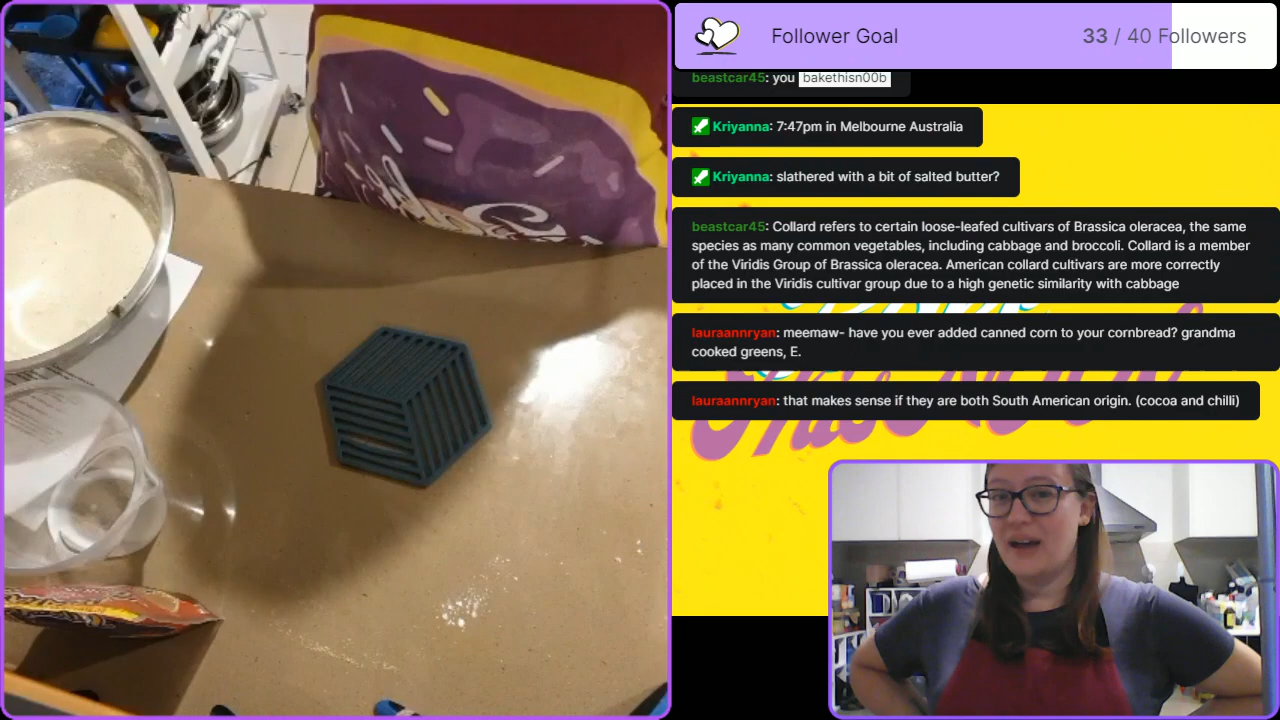 Follower Goal
33 / 40 Followers
beastcar45: you bakethisn00b
Kriyanna: 7:47pm in Melbourne Australia
Kriyanna: slathered with a bit of salted butter?
beastcar45: Collard refers to certain loose-leafed cultivars of Brassica oleracea, the same
species as many common vegetables, including cabbage and broccoli. Collard is a member
of the Viridis Group of Brassica oleracea. American collard cultivars are more correctly
placed in the Viridis cultivar group due to a high genetic similarity with cabbage
lauraannryan: meemaw- have you ever added canned corn to your cornbread? grandma
cooked greens, E.
lauraannryan: that makes sense if they are both South American origin. (cocoa and chilli)